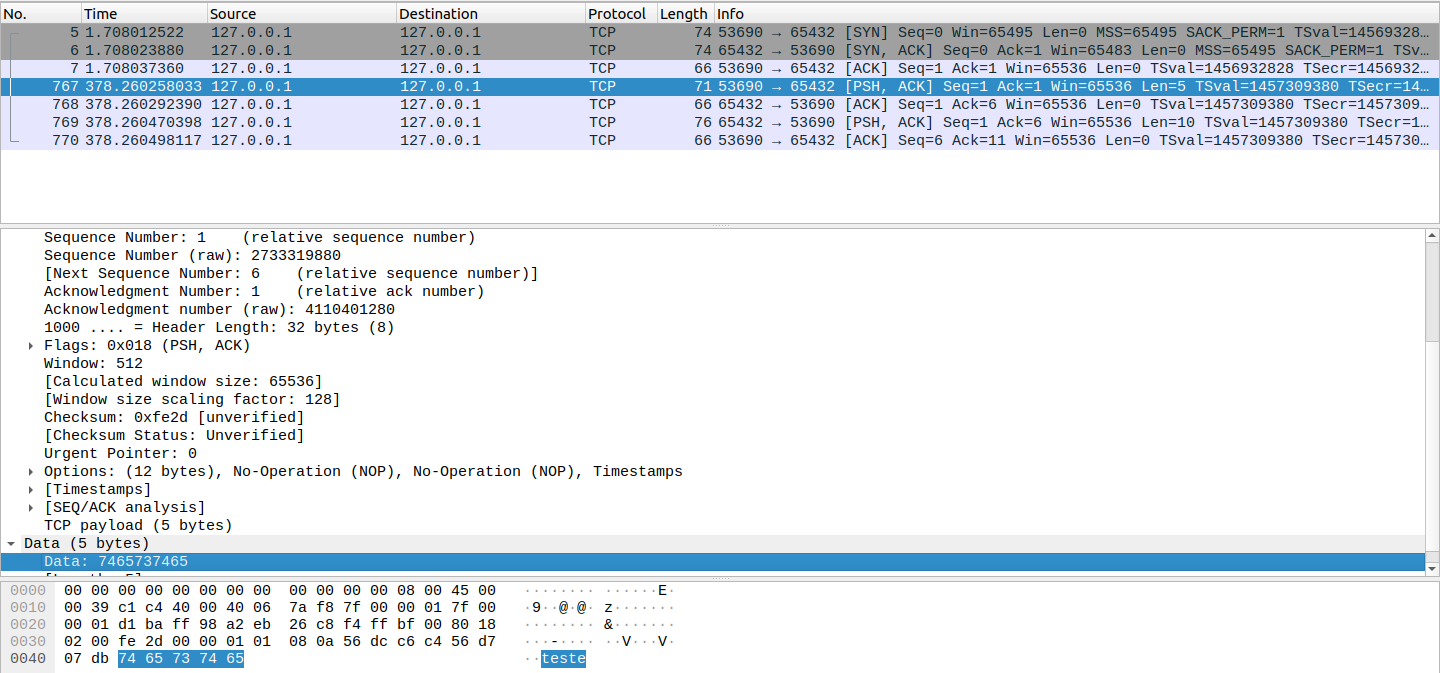 No. Time Source Destination Protocol Length Info
5 1.708012522 127.0.0.1 127.0.0.1 TCP 74 53690 → 65432 [SYN] Seq=0 Win=65495 Len=0 MSS=65495 SACK_PERM=1 TSval=14569328…
6 1.708023880 127.0.0.1 127.0.0.1 TCP 74 65432 → 53690 [SYN, ACK] Seq=0 Ack=1 Win=65483 Len=0 MSS=65495 SACK_PERM=1 TSv…
7 1.708037360 127.0.0.1 127.0.0.1 TCP 66 53690 → 65432 [ACK] Seq=1 Ack=1 Win=65536 Len=0 TSval=1456932828 TSecr=1456932…
767 378.260258033 127.0.0.1 127.0.0.1 TCP 71 53690 → 65432 [PSH, ACK] Seq=1 Ack=1 Win=65536 Len=5 TSval=1457309380 TSecr=14…
768 378.260292390 127.0.0.1 127.0.0.1 TCP 66 65432 → 53690 [ACK] Seq=1 Ack=6 Win=65536 Len=0 TSval=1457309380 TSecr=1457309…
769 378.260470398 127.0.0.1 127.0.0.1 TCP 76 65432 → 53690 [PSH, ACK] Seq=1 Ack=6 Win=65536 Len=10 TSval=1457309380 TSecr=1…
770 378.260498117 127.0.0.1 127.0.0.1 TCP 66 53690 → 65432 [ACK] Seq=6 Ack=11 Win=65536 Len=0 TSval=1457309380 TSecr=145730…
Sequence Number: 1 (relative sequence number)
Sequence Number (raw): 2733319880
[Next Sequence Number: 6 (relative sequence number)]
Acknowledgment Number: 1 (relative ack number)
Acknowledgment number (raw): 4110401280
1000 .... = Header Length: 32 bytes (8)
Flags: 0x018 (PSH, ACK)
Window: 512
[Calculated window size: 65536]
[Window size scaling factor: 128]
Checksum: 0xfe2d [unverified]
[Checksum Status: Unverified]
Urgent Pointer: 0
Options: (12 bytes), No-Operation (NOP), No-Operation (NOP), Timestamps
[Timestamps]
[SEQ/ACK analysis]
TCP payload (5 bytes)
Data (5 bytes)
Data: 7465737465
0000 00 00 00 00 00 00 00 00 00 00 00 00 08 00 45 00 ········ ······E·
0010 00 39 c1 c4 40 00 40 06 7a f8 7f 00 00 01 7f 00 ·9··@·@· z·······
0020 00 01 d1 ba ff 98 a2 eb 26 c8 f4 ff bf 00 80 18 ········ &·······
0030 02 00 fe 2d 00 00 01 01 08 0a 56 dc c6 c4 56 d7 ···-···· ··V···V·
0040 07 db 74 65 73 74 65 ··teste